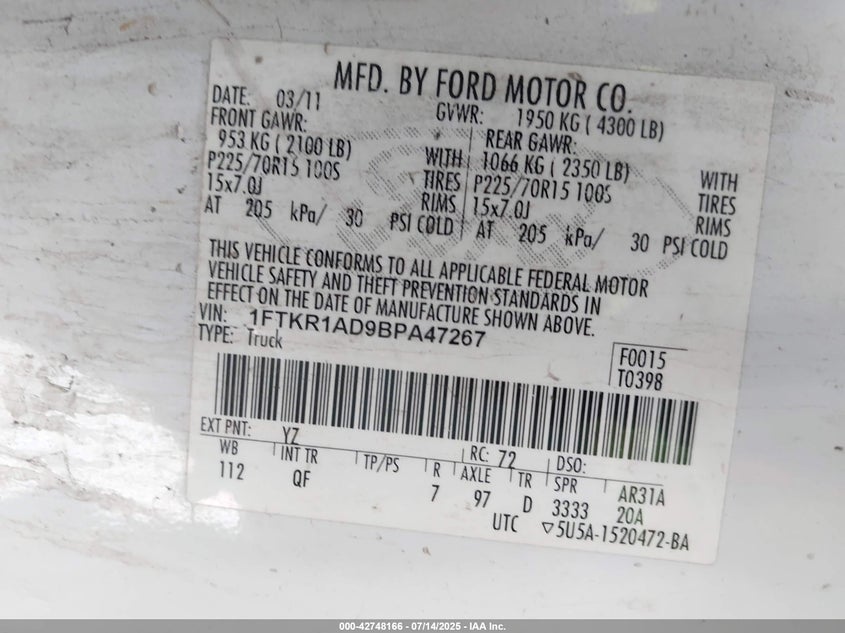 MFD. BY FORD MOTOR CO.
DATE: 03/11 GVWR: 1950 KG ( 4300 LB)
FRONT GAWR: REAR GAWR:
953 KG ( 2100 LB) WITH 1066 KG ( 2350 LB) WITH
P225/70R15 100S TIRES P225/70R15 100S TIRES
15x7.0J RIMS 15x7.0J RIMS
AT 205 kPa/ 30 PSI COLD AT 205 kPa/ 30 PSI COLD
THIS VEHICLE CONFORMS TO ALL APPLICABLE FEDERAL MOTOR
VEHICLE SAFETY AND THEFT PREVENTION STANDARDS IN
EFFECT ON THE DATE OF MANUFACTURE SHOWN ABOVE.
VIN: 1FTKR1AD9BPA47267
TYPE: Truck
F0015
T0398
EXT PNT: YZ RC: 72 DSO:
WB INT TR TP/PS R AXLE TR SPR AR31A
112 QF 7 97 D 3333 20A
UTC ▽5U5A-1520472-BA
000-42748166 - 07/14/2025 - IAA Inc.